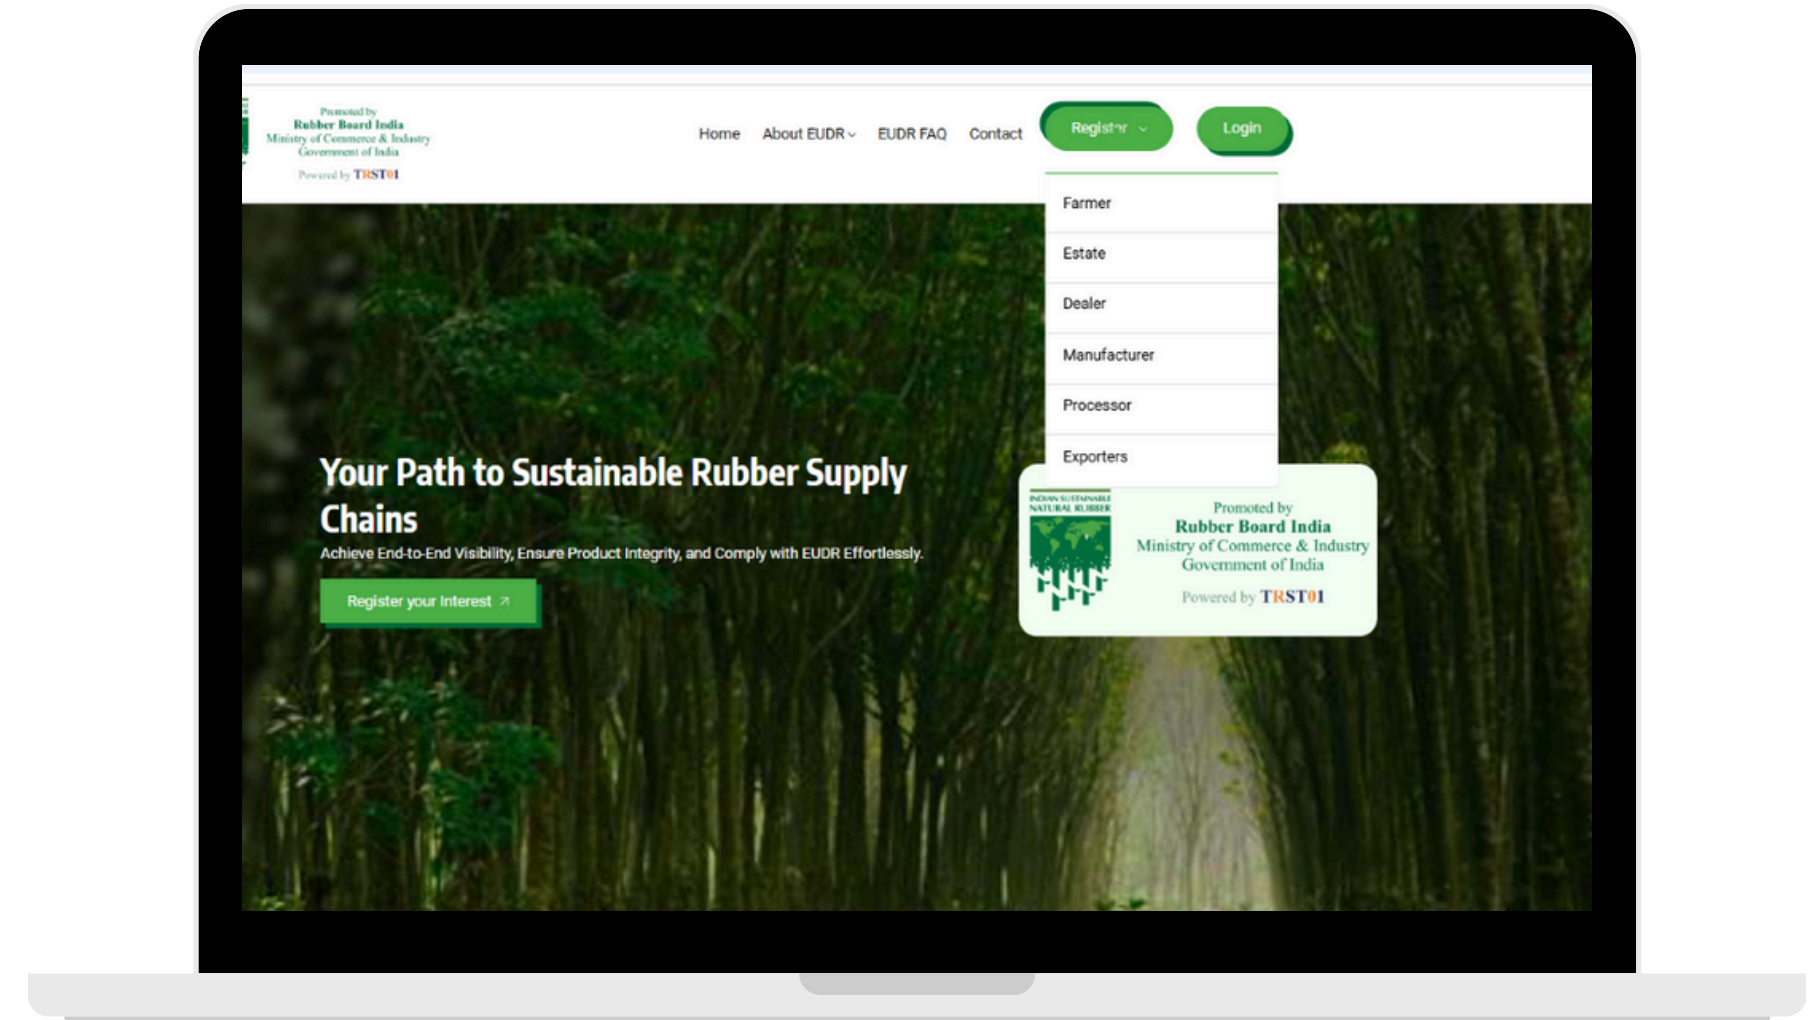 Promoted by
Rubber Board India
Ministry of Commerce & Industry
Government of India
Powered by TRST01
Home About EUDR EUDR FAQ Contact Register Login
Farmer
Estate
Dealer
Manufacturer
Processor
Exporters
Your Path to Sustainable Rubber Supply
Chains
Achieve End-to-End Visibility, Ensure Product Integrity, and Comply with EUDR Effortlessly.
Register your Interest
INDIAN SUSTAINABLE
NATURAL RUBBER
Promoted by
Rubber Board India
Ministry of Commerce & Industry
Government of India
Powered by TRST01